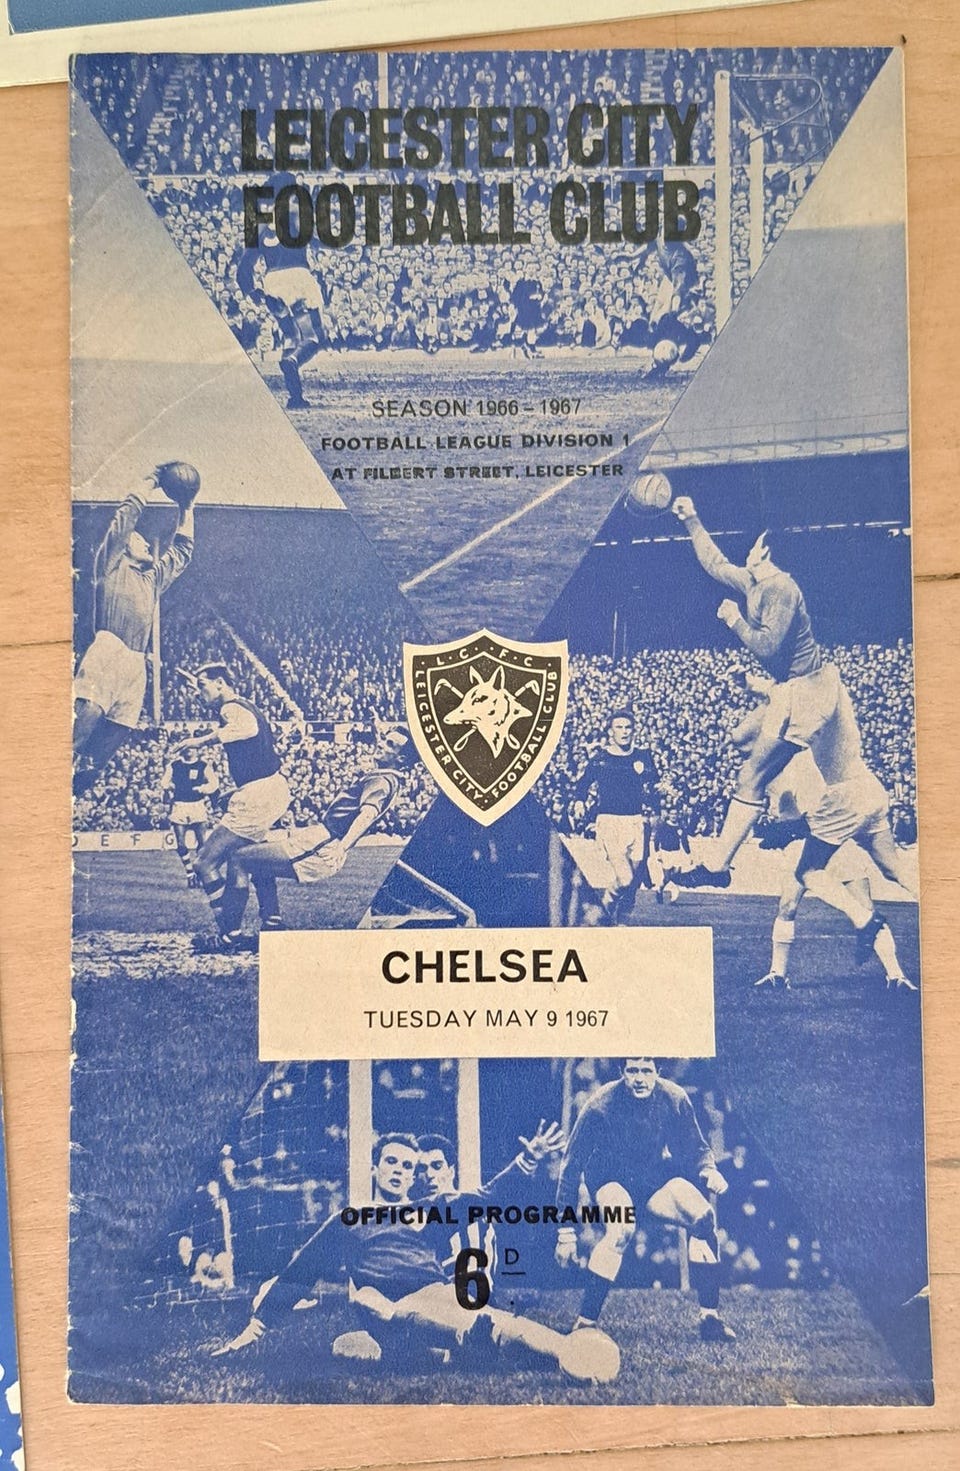 LEICESTER CITY
FOOTBALL CLUB
SEASON 1966 – 1967
FOOTBALL LEAGUE DIVISION 1
AT FILBERT STREET, LEICESTER
· L · C · F · C ·
LEICESTER CITY · FOOTBALL CLUB
D E F G
CHELSEA
TUESDAY MAY 9 1967
OFFICIAL PROGRAMME
6D